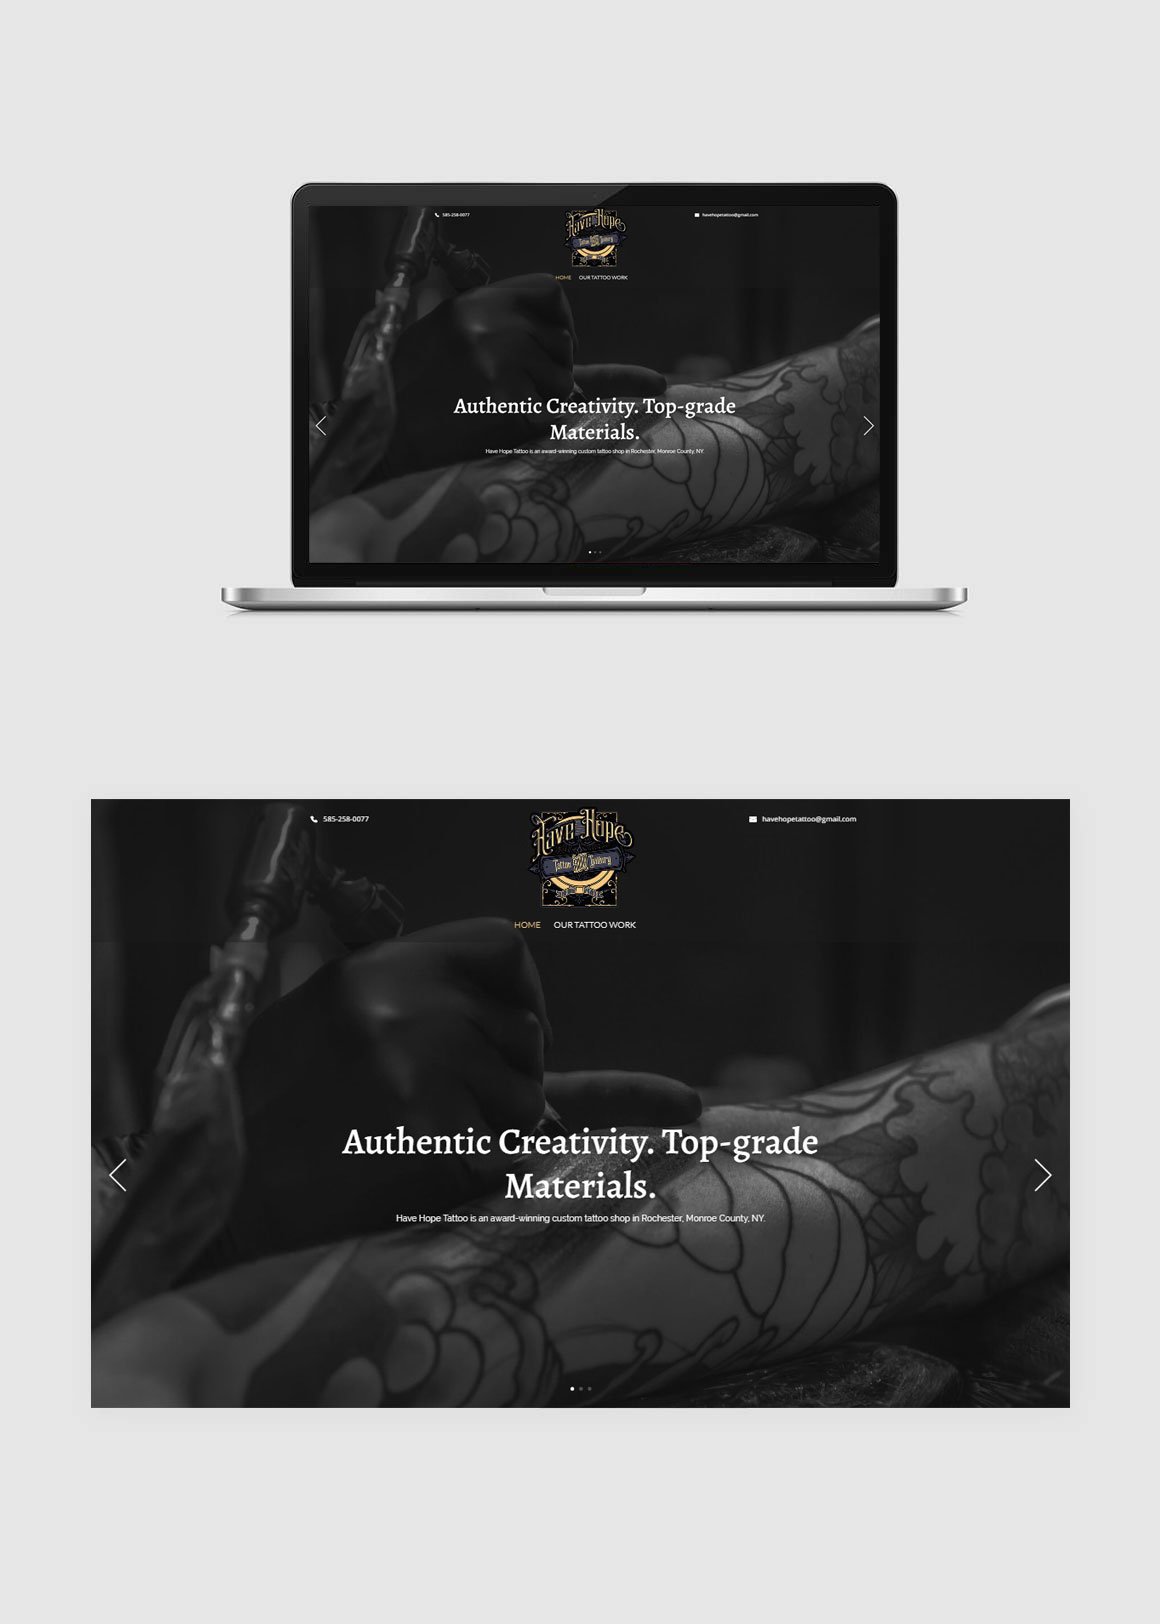 585-258-0077
Have Hope
Tattoo
havehopetattoo@gmail.com
HOME OUR TATTOO WORK
Authentic Creativity. Top-grade
Materials.
Have Hope Tattoo is an award-winning custom tattoo shop in Rochester, Monroe County, NY.
585-258-0077
Have Hope
Tattoo
havehopetattoo@gmail.com
HOME OUR TATTOO WORK
Authentic Creativity. Top-grade
Materials.
Have Hope Tattoo is an award-winning custom tattoo shop in Rochester, Monroe County, NY.